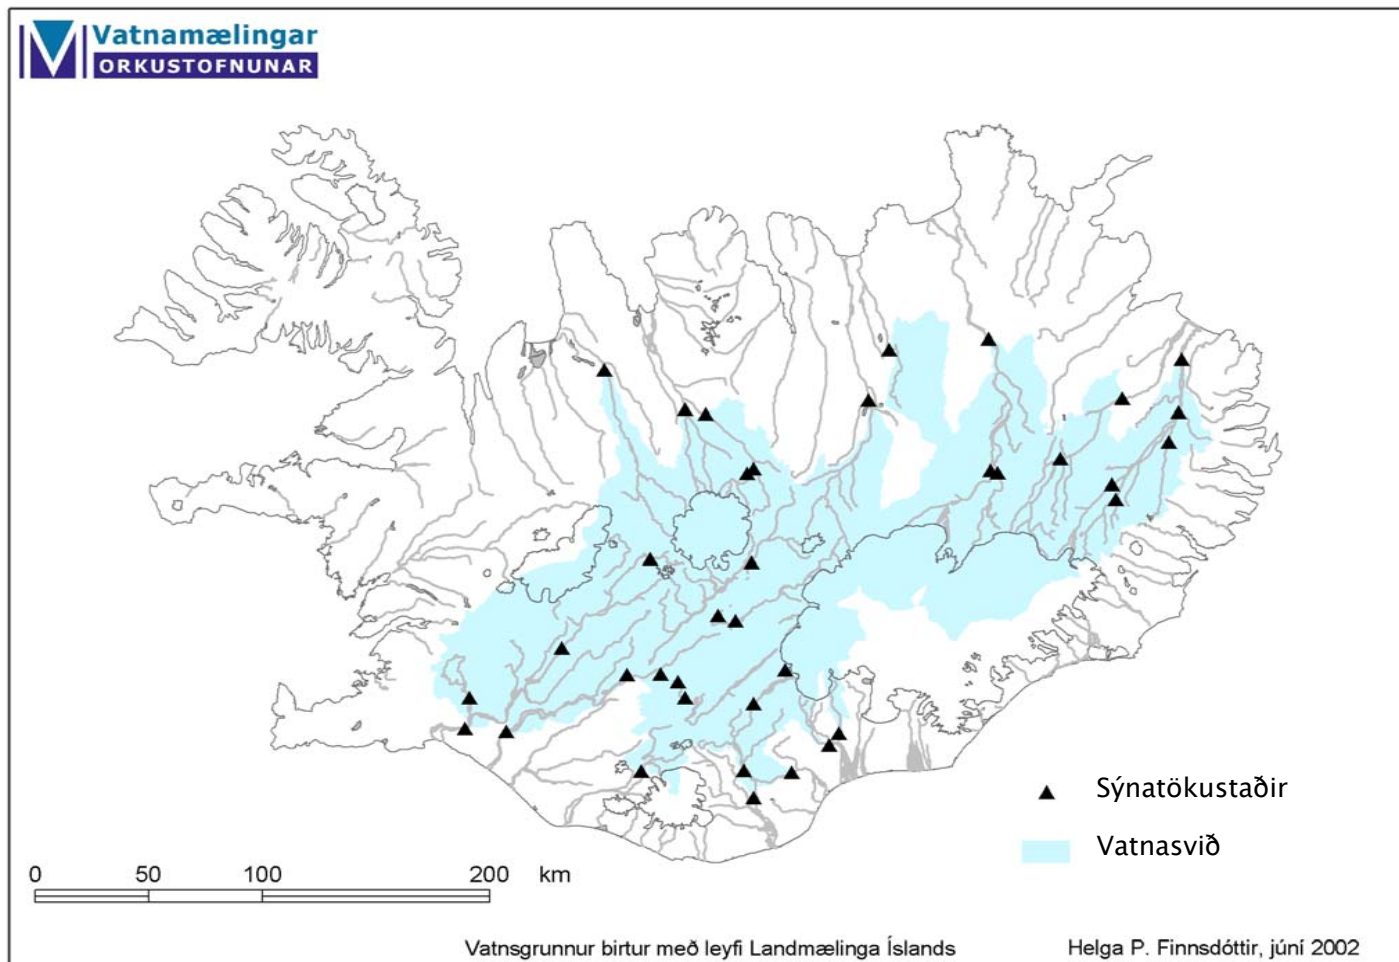 Vatnamælingar
ORKUSTOFNUNAR
Sýnatökustaðir
Vatnasvið
0 50 100 200 km
Vatnsgrunnur birtur með leyfi Landmælinga Íslands
Helga P. Finnsdóttir, júní 2002